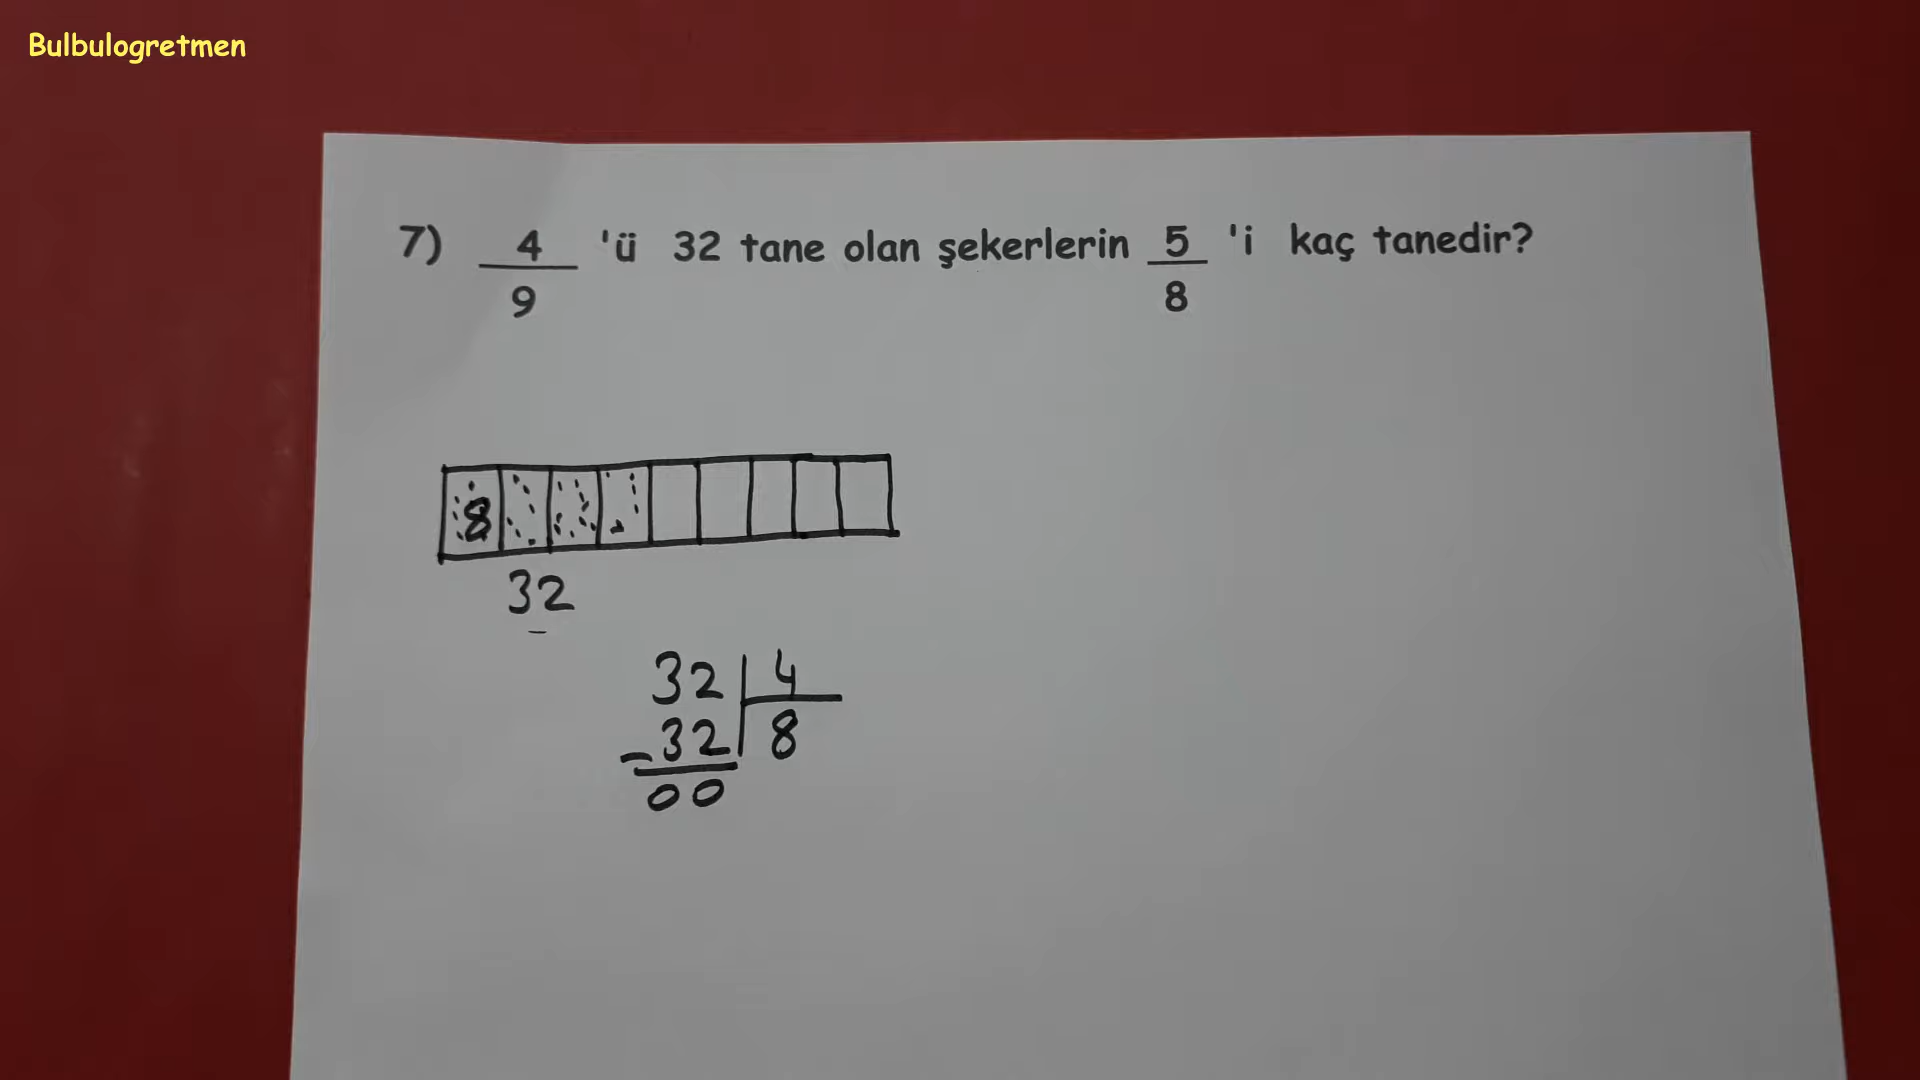 Bulbulogretmen
7) 4/9 'ü 32 tane olan şekerlerin 5/8 'i kaç tanedir?
8
32
32 | 4
-32 | 8
00